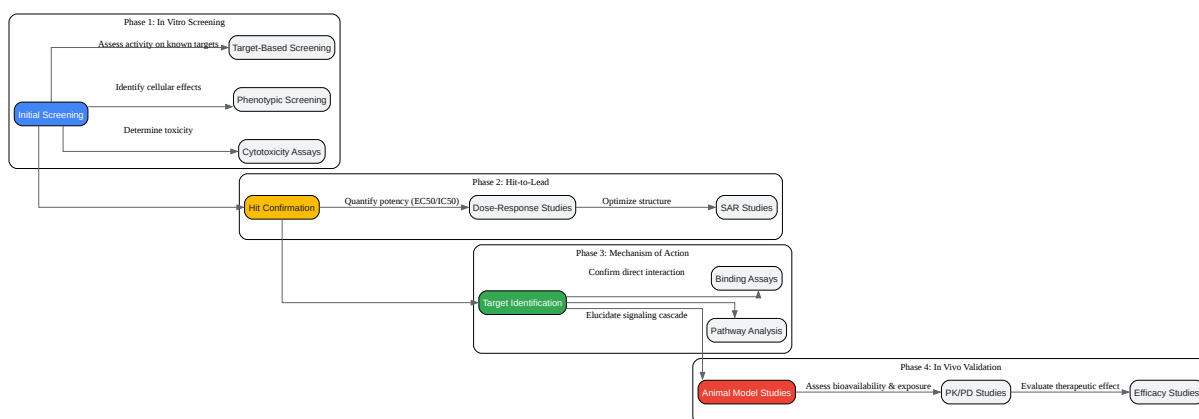 Phase 1: In Vitro Screening
Assess activity on known targets
Target-Based Screening
Identify cellular effects
Phenotypic Screening
Initial Screening
Determine toxicity
Cytotoxicity Assays
Phase 2: Hit-to-Lead
Hit Confirmation
Quantify potency (EC50/IC50)
Dose-Response Studies
Optimize structure
SAR Studies
Phase 3: Mechanism of Action
Confirm direct interaction
Binding Assays
Target Identification
Elucidate signaling cascade
Pathway Analysis
Phase 4: In Vivo Validation
Animal Model Studies
Assess bioavailability & exposure
PK/PD Studies
Evaluate therapeutic effect
Efficacy Studies